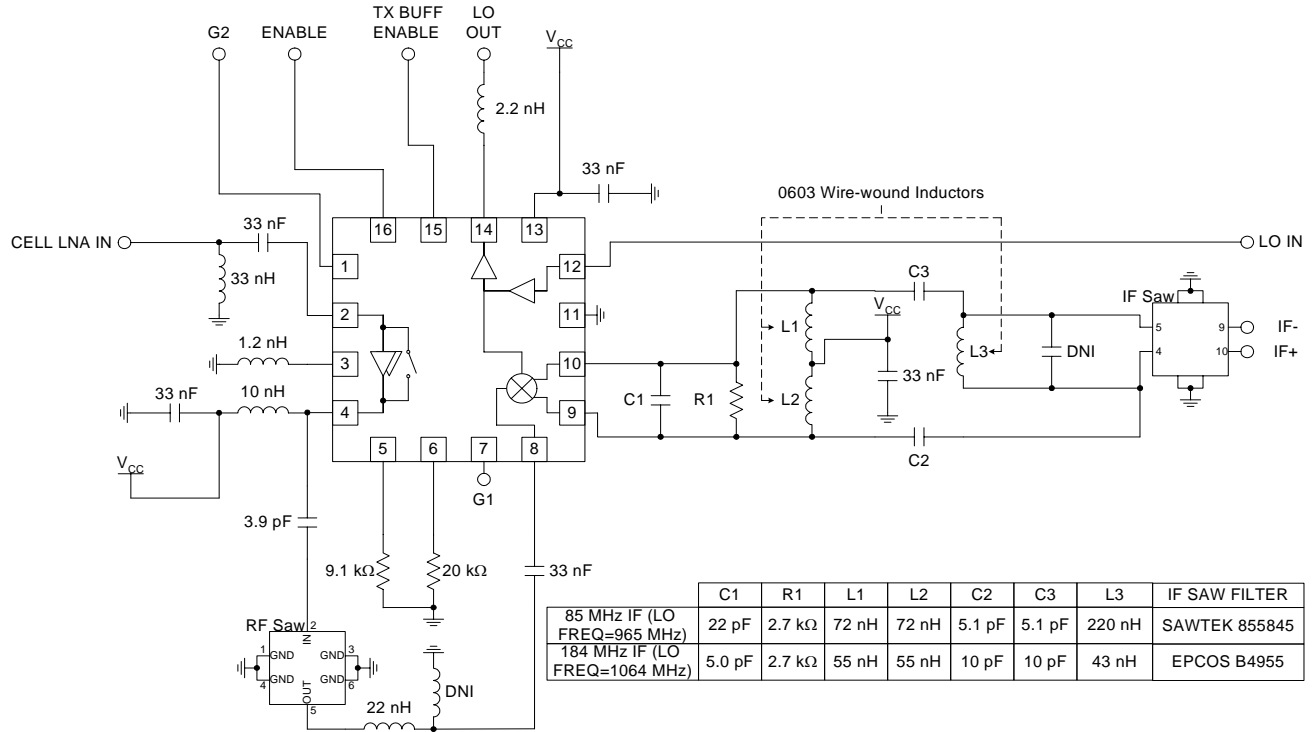 TX BUFF
ENABLE
LO
OUT
G2
ENABLE
VCC
2.2 nH
33 nF
0603 Wire-wound Inductors
CELL LNA IN
33 nF
33 nH
16
15
14
13
1
12
LO IN
2
11
1.2 nH
3
10
33 nF
10 nH
4
9
5
6
7
8
G1
VCC
C3
L1
VCC
C1
R1
33 nF
L2
C2
L3
DNI
IF Saw
5
4
9
10
IF-
IF+
3.9 pF
9.1 kΩ
20 kΩ
33 nF
RF Saw
2
IN
1
GND
GND
3
4
GND
GND
6
OUT
5
22 nH
DNI
C1 R1 L1 L2 C2 C3 L3 IF SAW FILTER
85 MHz IF (LO
FREQ=965 MHz)
22 pF 2.7 kΩ 72 nH 72 nH 5.1 pF 5.1 pF 220 nH SAWTEK 855845
184 MHz IF (LO
FREQ=1064 MHz)
5.0 pF 2.7 kΩ 55 nH 55 nH 10 pF 10 pF 43 nH EPCOS B4955